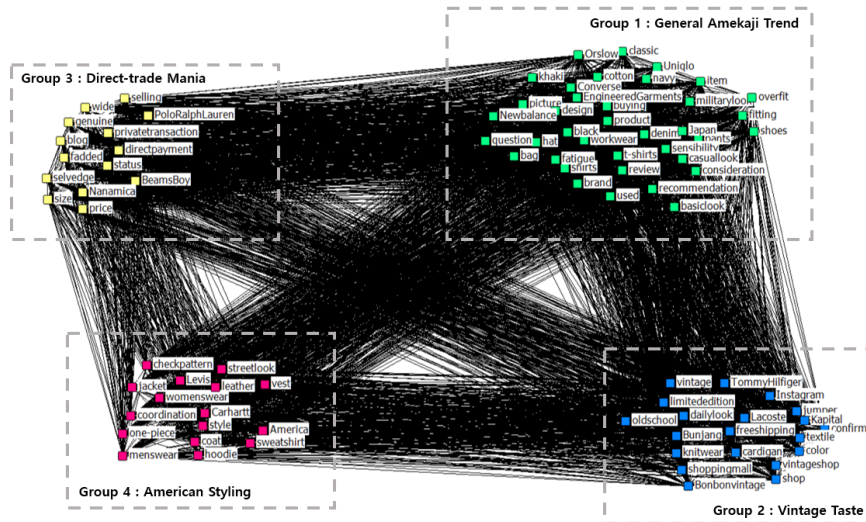 Group 1 : General Amekaji Trend
Orslow
classic
Uniqlo
khaki
cotton
navy
item
Converse
EngineeredGarments
militarylook
overfit
picture
buying
design
Newbalance
product
fitting
shoes
black
denim
Japan
question
hat
workwear
pants
sensibility
bag
fatigue
t-shirts
casuallook
shirts
review
consideration
brand
recommendation
used
basiclook
Group 3 : Direct-trade Mania
selling
wide
PoloRalphLauren
genuine
privatetransaction
blog
directpayment
fadded
status
selvedge
BeamsBoy
Nanamica
size
price
checkpattern
streetlook
Levis
jacket
leather
vest
womenswear
coordination
Carhartt
style
one-piece
America
coat
sweatshirt
menswear
hoodie
Group 4 : American Styling
vintage
TommyHilfiger
Instagram
limitededition
Jumper
oldschool
dailylook
Lacoste
Kapital
confirm
BunJang
freeshipping
textile
knitwear
cardigan
color
shoppingmall
vintageshop
Bonbonvintage
shop
Group 2 : Vintage Taste